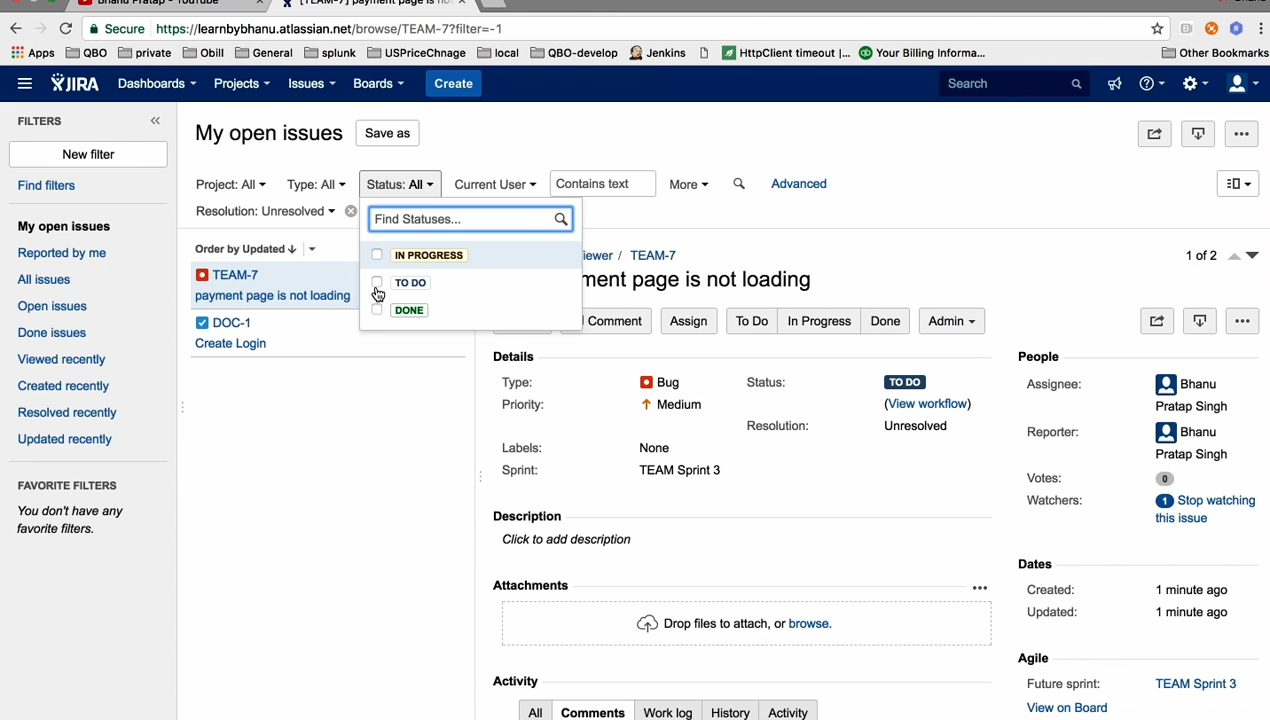 Bhanu Pratap - YouTube
[TEAM-7] payment page is no
Secure https://learnbybhanu.atlassian.net/browse/TEAM-7?filter=-1
Apps QBO private Obill General splunk USPriceChnage local QBO-develop Jenkins HttpClient timeout |... Your Billing Informa... Other Bookmarks
JIRA Dashboards Projects Issues Boards Create Search
FILTERS
New filter
Find filters
My open issues
Reported by me
All issues
Open issues
Done issues
Viewed recently
Created recently
Resolved recently
Updated recently
FAVORITE FILTERS
You don't have any
favorite filters.
My open issues Save as
Project: All Type: All Status: All Current User Contains text More Advanced
Resolution: Unresolved
Find Statuses...
IN PROGRESS
TO DO
DONE
Order by Updated
TEAM-7
payment page is not loading
DOC-1
Create Login
iewer / TEAM-7
1 of 2
ment page is not loading
Comment Assign To Do In Progress Done Admin
Details
Type: Bug
Status: TO DO
Priority: Medium
(View workflow)
Resolution: Unresolved
Labels: None
Sprint: TEAM Sprint 3
Description
Click to add description
Attachments
Drop files to attach, or browse.
Activity
All Comments Work log History Activity
People
Assignee: Bhanu
Pratap Singh
Reporter: Bhanu
Pratap Singh
Votes: 0
Watchers: 1 Stop watching
this issue
Dates
Created: 1 minute ago
Updated: 1 minute ago
Agile
Future sprint: TEAM Sprint 3
View on Board